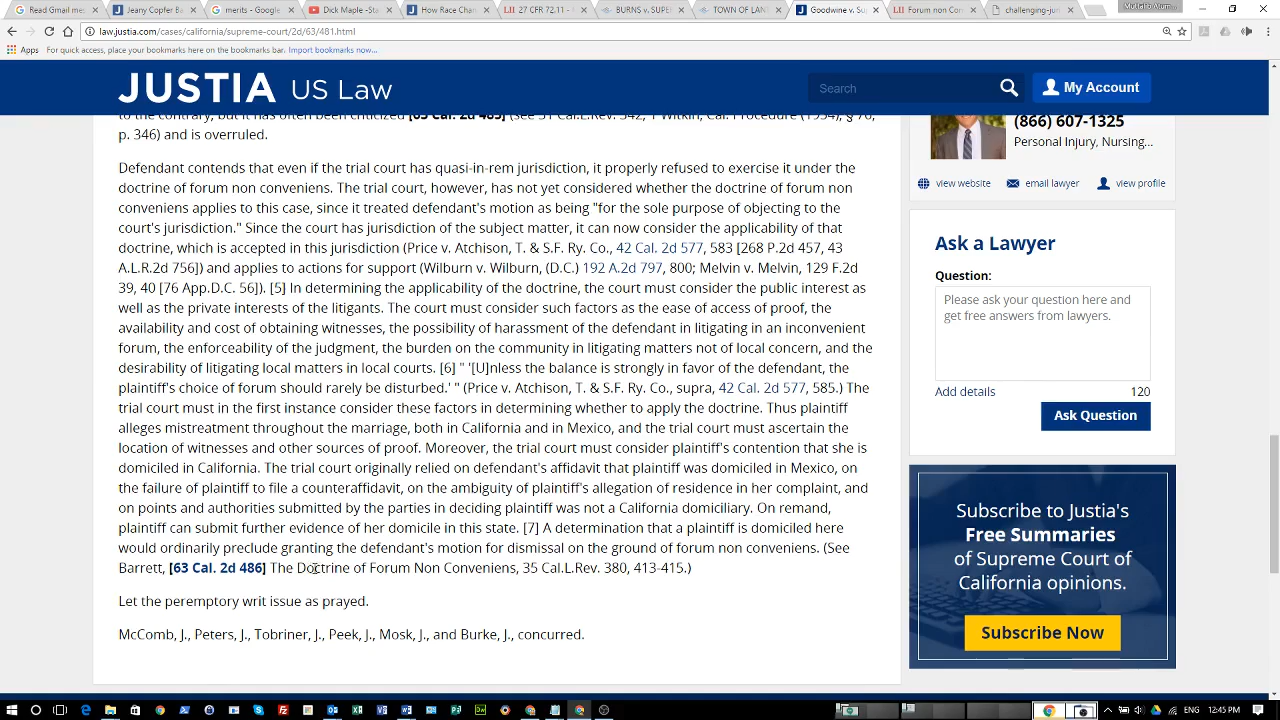 Read Gmail mess
Jeany Copfer Ba
merits - Google
Dick Maple - Sta
How Race Chan
27 CFR 72.11 - M
BURNS v. SUPE
TOWN OF LAN
Goodwine v. Su
Forum non Con
challenging-juri
law.justia.com/cases/california/supreme-court/2d/63/481.html
Apps For quick access, place your bookmarks here on the bookmarks bar. Import bookmarks now...
JUSTIA US Law
Search
My Account
to the contrary, but it has often been criticized [63 Cal. 2d 485] (see 31 Cal.L.Rev. 342; 1 Witkin, Cal. Procedure (1954), § 76,
p. 346) and is overruled.
Defendant contends that even if the trial court has quasi-in-rem jurisdiction, it properly refused to exercise it under the
doctrine of forum non conveniens. The trial court, however, has not yet considered whether the doctrine of forum non
conveniens applies to this case, since it treated defendant's motion as being "for the sole purpose of objecting to the
court's jurisdiction." Since the court has jurisdiction of the subject matter, it can now consider the applicability of that
doctrine, which is accepted in this jurisdiction (Price v. Atchison, T. & S.F. Ry. Co., 42 Cal. 2d 577, 583 [268 P.2d 457, 43
A.L.R.2d 756]) and applies to actions for support (Wilburn v. Wilburn, (D.C.) 192 A.2d 797, 800; Melvin v. Melvin, 129 F.2d
39, 40 [76 App.D.C. 56]). [5] In determining the applicability of the doctrine, the court must consider the public interest as
well as the private interests of the litigants. The court must consider such factors as the ease of access of proof, the
availability and cost of obtaining witnesses, the possibility of harassment of the defendant in litigating in an inconvenient
forum, the enforceability of the judgment, the burden on the community in litigating matters not of local concern, and the
desirability of litigating local matters in local courts. [6] " '[U]nless the balance is strongly in favor of the defendant, the
plaintiff's choice of forum should rarely be disturbed.' " (Price v. Atchison, T. & S.F. Ry. Co., supra, 42 Cal. 2d 577, 585.) The
trial court must in the first instance consider these factors in determining whether to apply the doctrine. Thus plaintiff
alleges mistreatment throughout the marriage, both in California and in Mexico, and the trial court must ascertain the
location of witnesses and other sources of proof. Moreover, the trial court must consider plaintiff's contention that she is
domiciled in California. The trial court originally relied on defendant's affidavit that plaintiff was domiciled in Mexico, on
the failure of plaintiff to file a counteraffidavit, on the ambiguity of plaintiff's allegation of residence in her complaint, and
on points and authorities submitted by the parties in deciding plaintiff was not a California domiciliary. On remand,
plaintiff can submit further evidence of her domicile in this state. [7] A determination that a plaintiff is domiciled here
would ordinarily preclude granting the defendant's motion for dismissal on the ground of forum non conveniens. (See
Barrett, [63 Cal. 2d 486] The Doctrine of Forum Non Conveniens, 35 Cal.L.Rev. 380, 413-415.)
Let the peremptory writ issue as prayed.
McComb, J., Peters, J., Tobriner, J., Peek, J., Mosk, J., and Burke, J., concurred.
(866) 607-1325
Personal Injury, Nursing...
view website email lawyer view profile
Ask a Lawyer
Question:
Please ask your question here and
get free answers from lawyers.
Add details 120
Ask Question
Subscribe to Justia's
Free Summaries
of Supreme Court of
California opinions.
Subscribe Now
12:45 PM